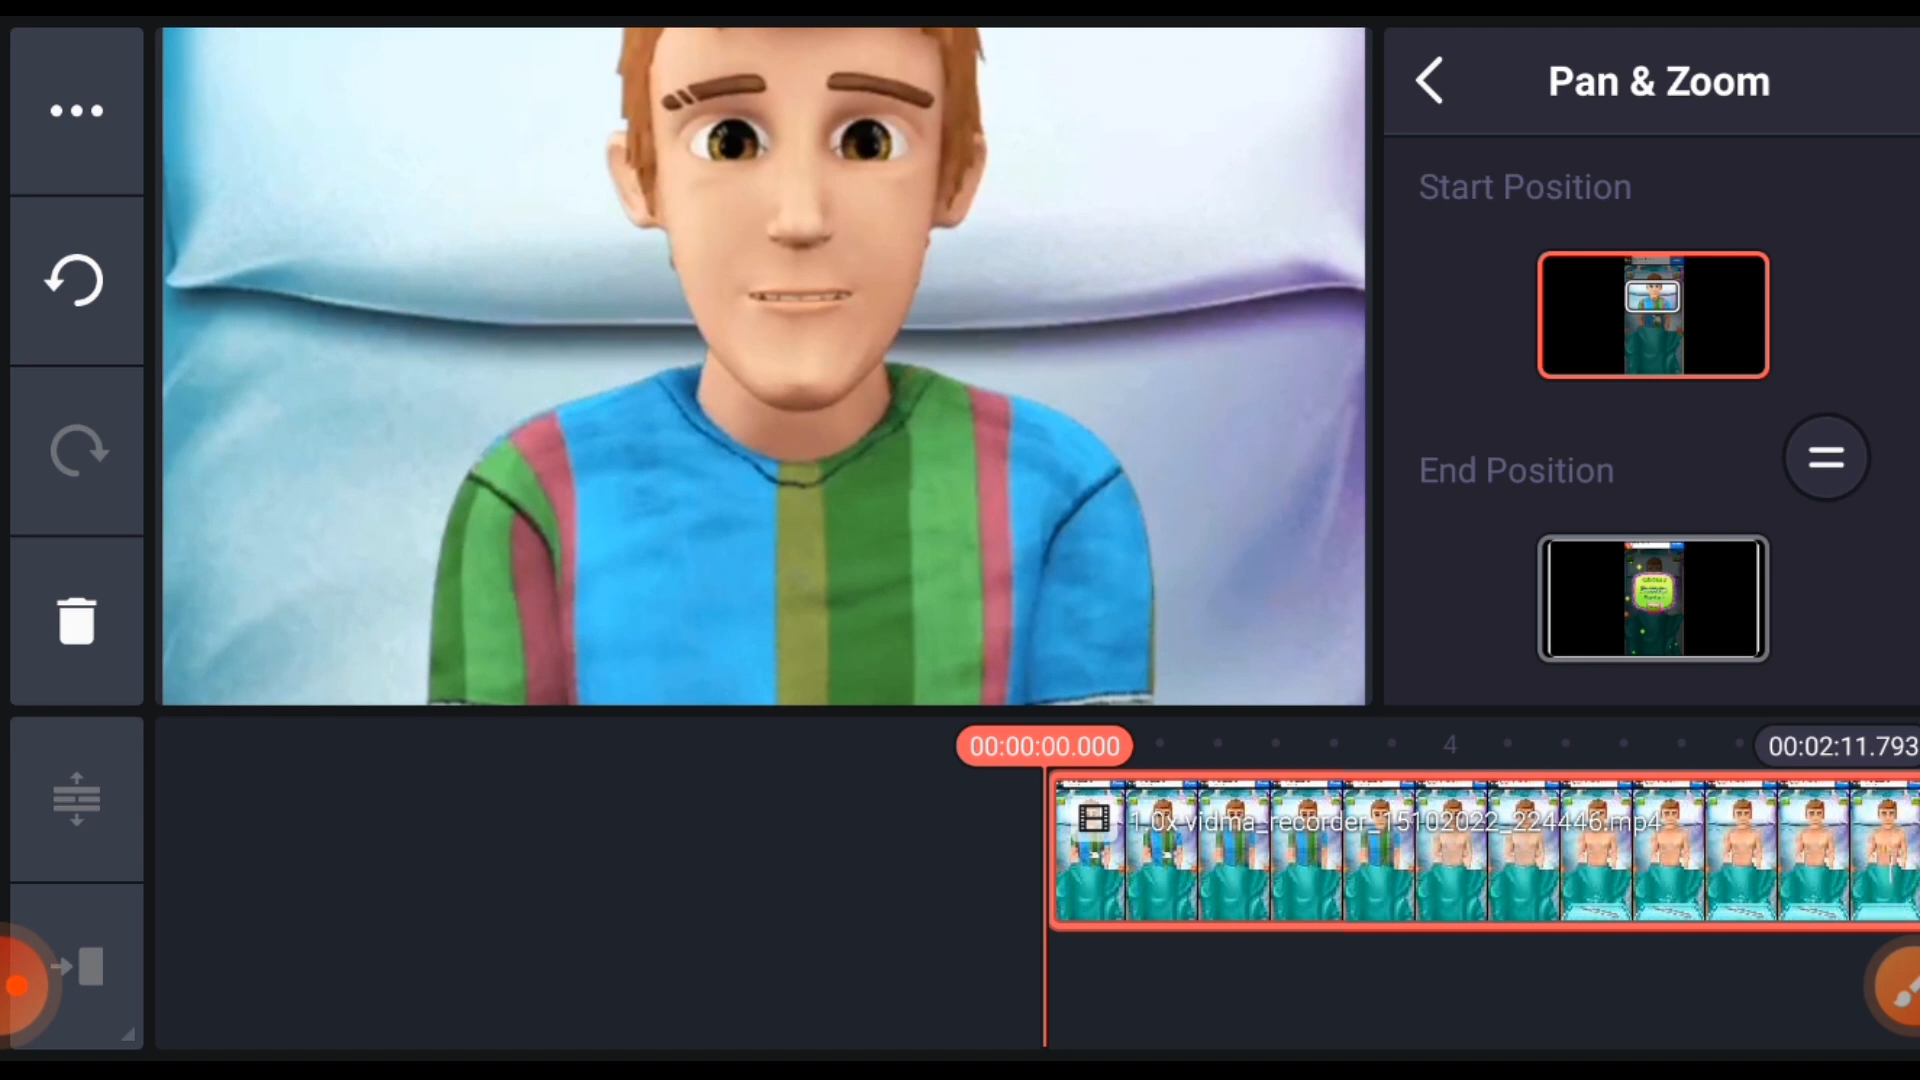 Pan & Zoom
Start Position
End Position
00:00:00.000
4
00:02:11.793
1.0x vidma_recorder_15102022_224446.mp4